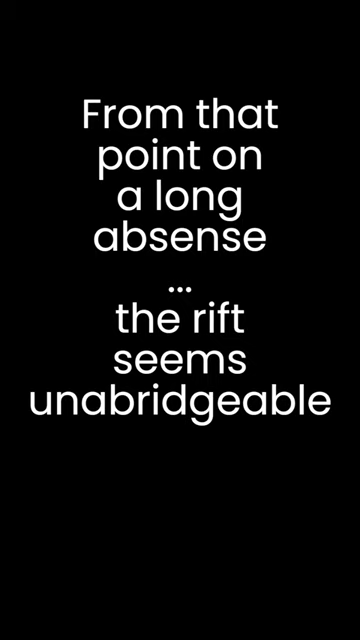 From that
point on
a long
absense
...
the rift
seems
unabridgeable